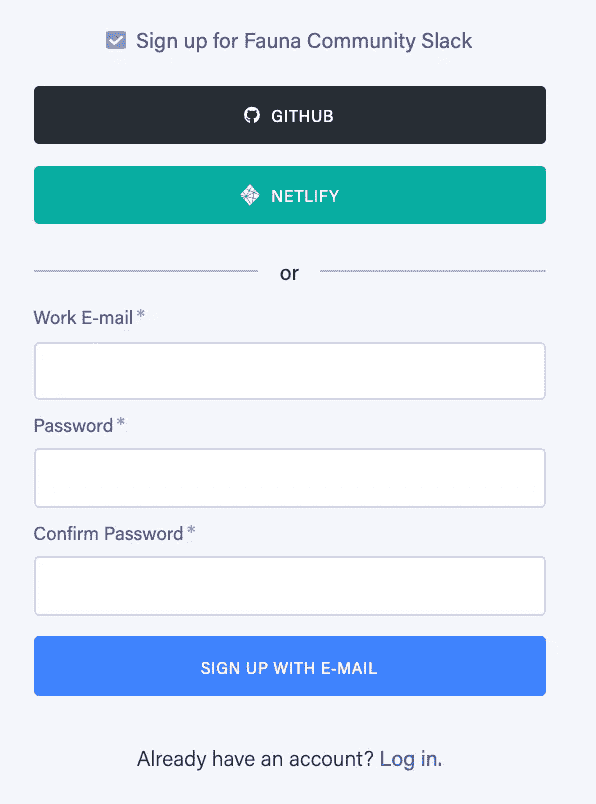 Sign up for Fauna Community Slack
GITHUB
NETLIFY
or
Work E-mail *
Password *
Confirm Password *
SIGN UP WITH E-MAIL
Already have an account? Log in.